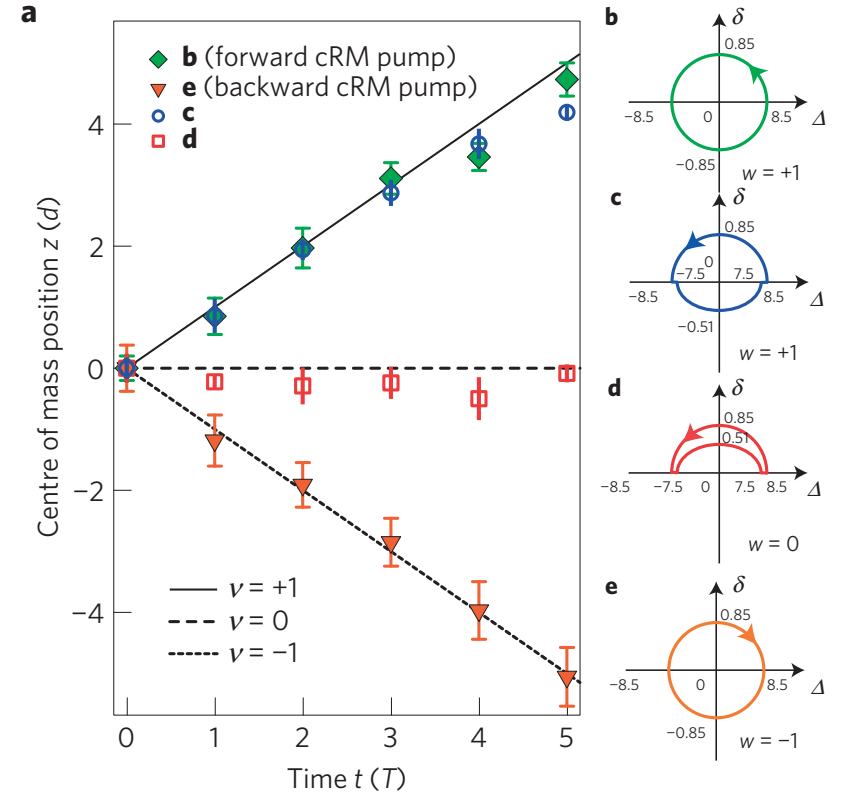 a
b (forward cRM pump)
e (backward cRM pump)
c
d
4
2
0
−2
−4
Centre of mass position z (d)
ν = +1
ν = 0
ν = −1
0 1 2 3 4 5
Time t (T)
b
δ
0.85
−8.5 0 8.5 Δ
−0.85
w = +1
c
δ
0.85
0
−7.5 7.5
−8.5 8.5 Δ
−0.51
w = +1
d
δ
0.85
0.51
−8.5 −7.5 0 7.5 8.5 Δ
w = 0
e
δ
0.85
−8.5 0 8.5 Δ
−0.85
w = −1